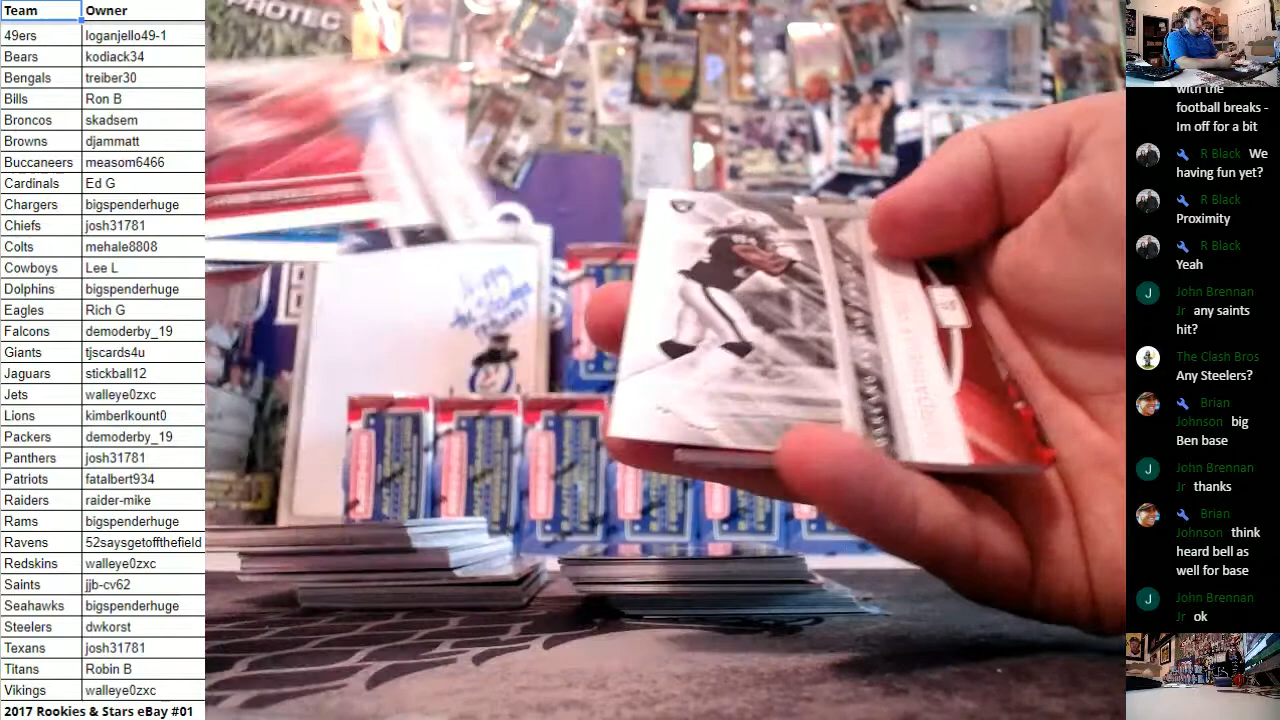 Team Owner
49ers loganjello49-1
Bears kodiack34
Bengals treiber30
Bills Ron B
Broncos skadsem
Browns djammatt
Buccaneers measom6466
Cardinals Ed G
Chargers bigspenderhuge
Chiefs josh31781
Colts mehale8808
Cowboys Lee L
Dolphins bigspenderhuge
Eagles Rich G
Falcons demoderby_19
Giants tjscards4u
Jaguars stickball12
Jets walleye0zxc
Lions kimberlkount0
Packers demoderby_19
Panthers josh31781
Patriots fatalbert934
Raiders raider-mike
Rams bigspenderhuge
Ravens 52saysgetoffthefield
Redskins walleye0zxc
Saints jjb-cv62
Seahawks bigspenderhuge
Steelers dwkorst
Texans josh31781
Titans Robin B
Vikings walleye0zxc
2017 Rookies & Stars eBay #01
PROTEC
with the
football breaks -
Im off for a bit
R Black We
having fun yet?
R Black
Proximity
R Black
Yeah
J John Brennan
Jr any saints
hit?
The Clash Bros
Any Steelers?
Brian
Johnson big
Ben base
J John Brennan
Jr thanks
Brian
Johnson think
heard bell as
well for base
J John Brennan
Jr ok